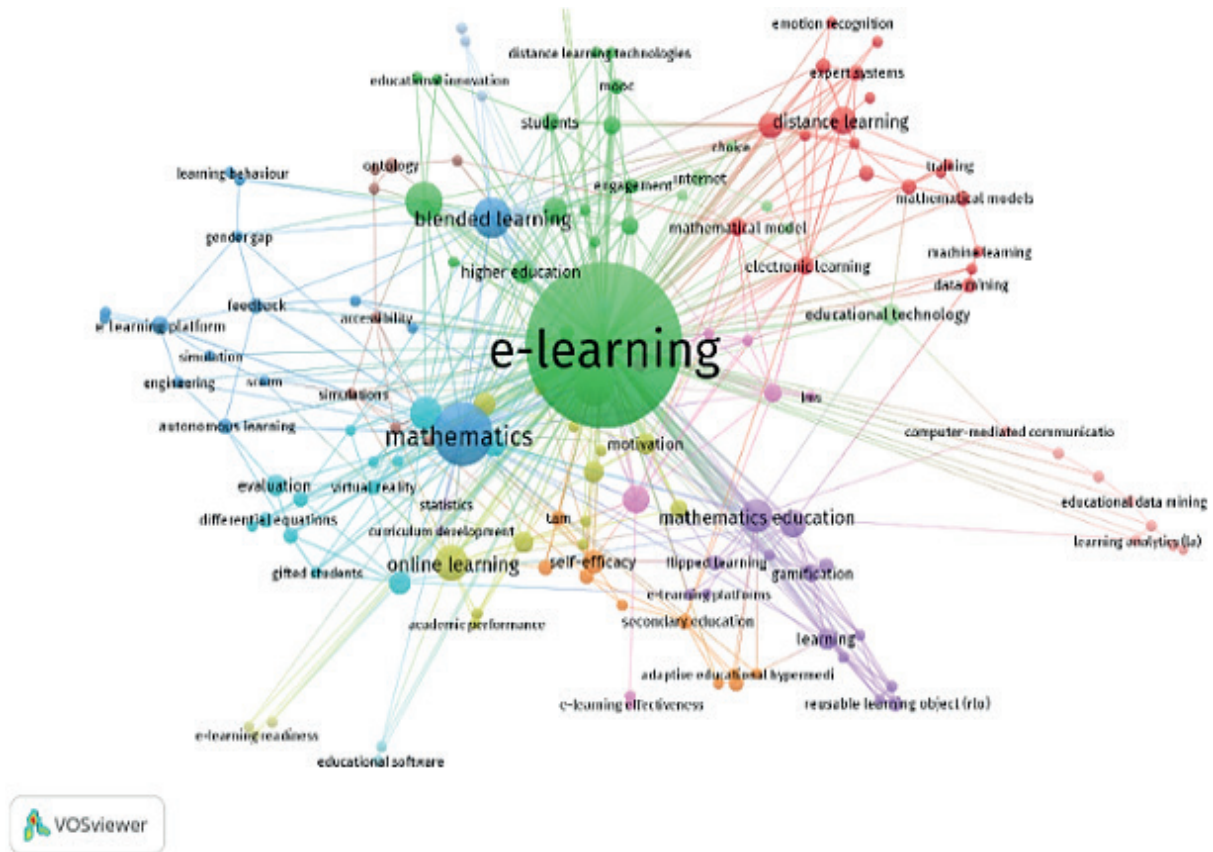 emotion recognition
distance learning technologies
educational innovation
expert systems
mooc
students
distance learning
choice
ontology
learning behaviour
engagement
internet
training
blended learning
mathematical models
mathematical model
gender gap
machine learning
higher education
electronic learning
data mining
feedback
accessibility
educational technology
e-learning platform
e-learning
simulation
engineering
scorm
simulations
lms
autonomous learning
mathematics
motivation
computer-mediated communicatio
evaluation
virtual reality
statistics
educational data mining
differential equations
curriculum development
tam
mathematics education
learning analytics (la)
gifted students
online learning
self-efficacy
flipped learning
gamification
e-learning platforms
academic performance
secondary education
learning
adaptive educational hypermedi
e-learning effectiveness
reusable learning object (rlo)
e-learning readiness
educational software
VOSviewer